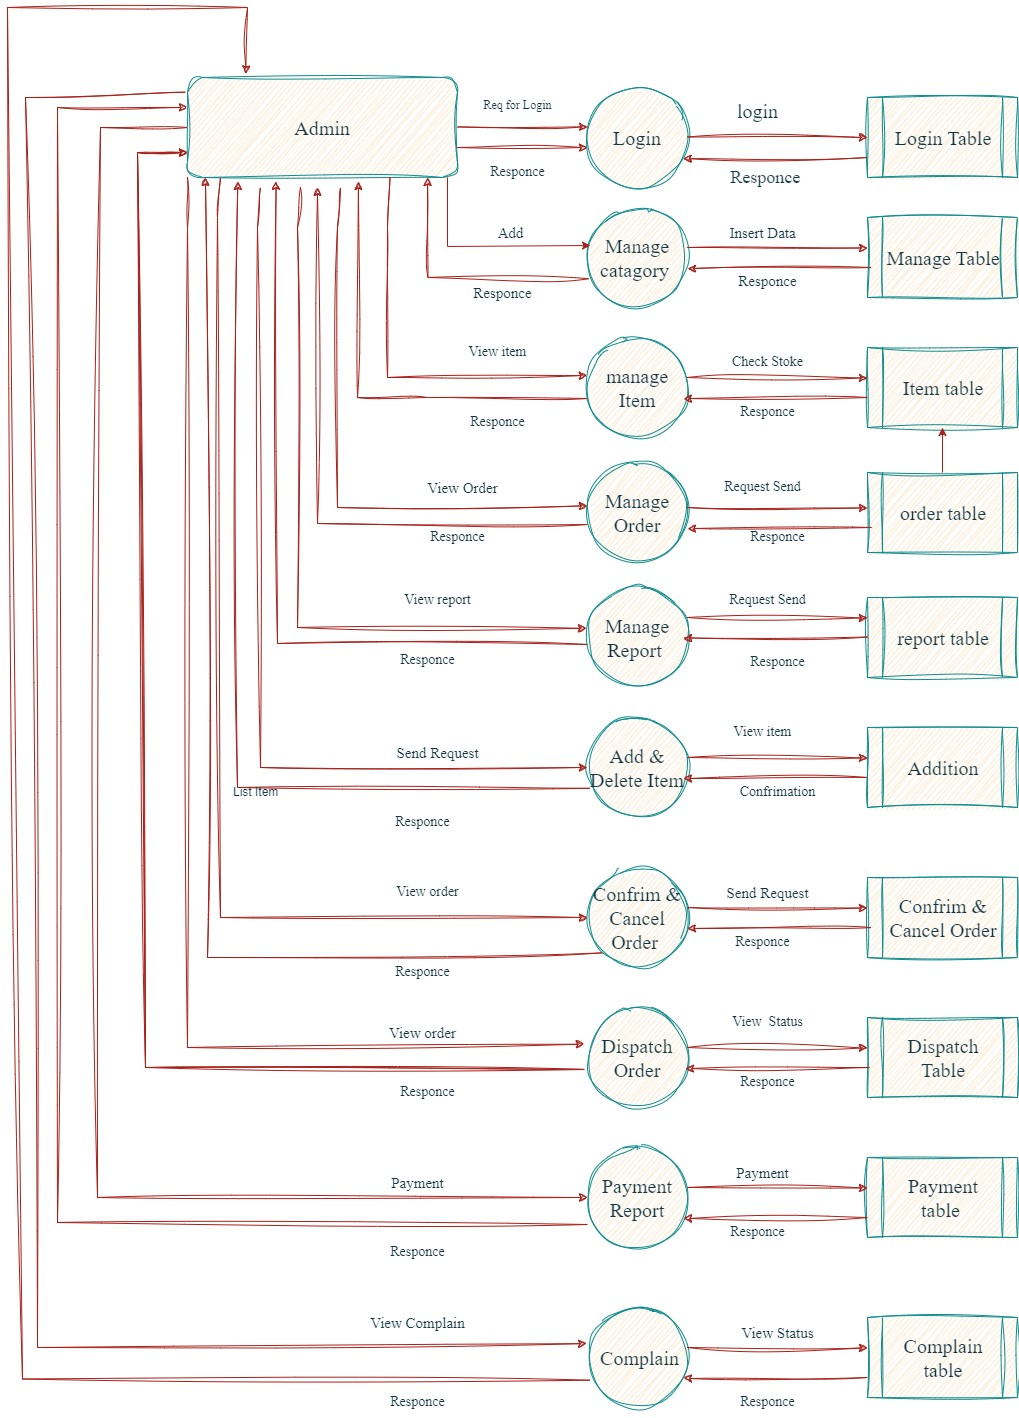 Admin
Req for Login
Responce
Login
login
Responce
Login Table
Add
Responce
Manage
catagory
Insert Data
Responce
Manage Table
View item
Responce
manage
Item
Check Stoke
Responce
Item table
View Order
Responce
Manage
Order
Request Send
Responce
order table
View report
Responce
Manage
Report
Request Send
Responce
report table
Send Request
List item
Responce
Add &
Delete Item
View item
Confrimation
Addition
View order
Responce
Confrim &
Cancel
Order
Send Request
Responce
Confrim &
Cancel Order
View order
Responce
Dispatch
Order
View  Status
Responce
Dispatch
Table
Payment
Responce
Payment
Report
Payment
Responce
Payment
table
View Complain
Responce
Complain
View Status
Responce
Complain
table